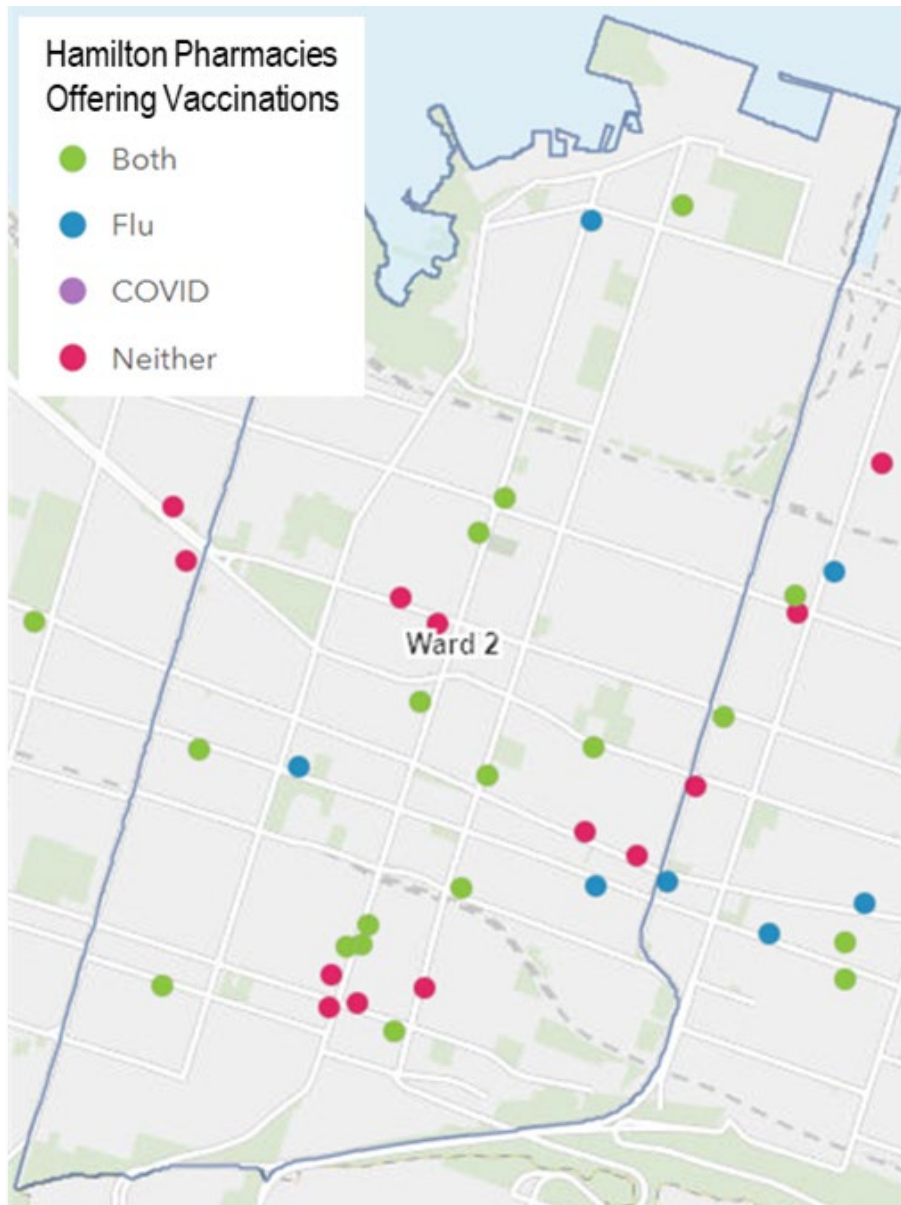 Hamilton Pharmacies
Offering Vaccinations
Both
Flu
COVID
Neither
Ward 2